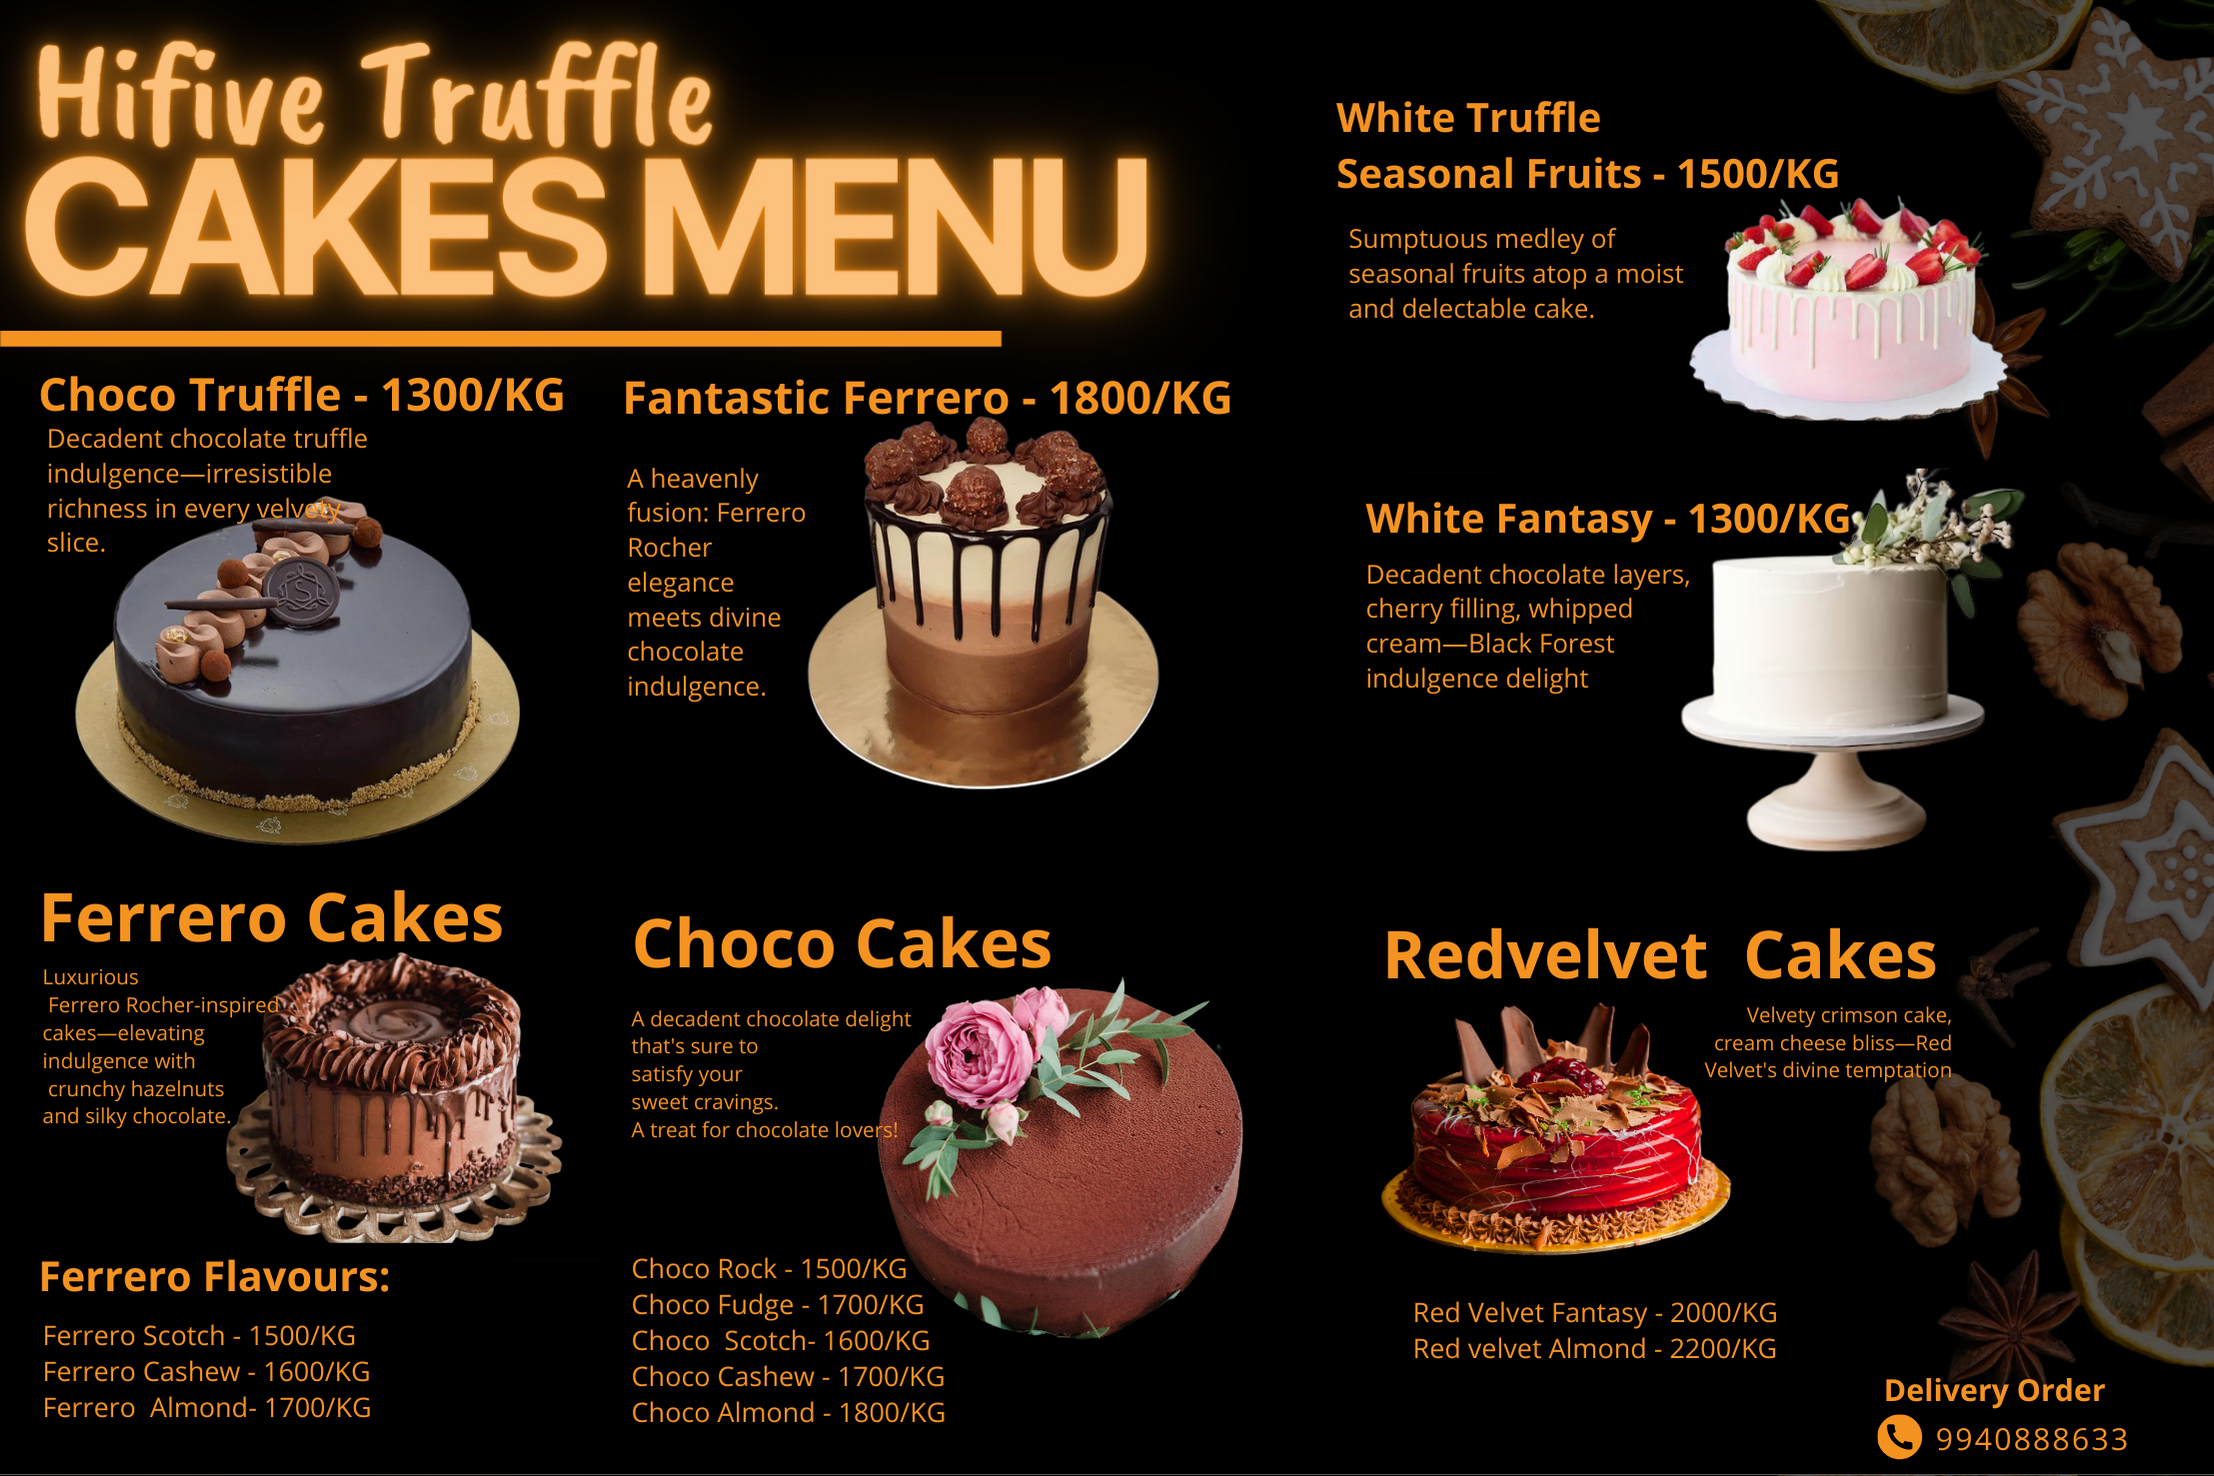 Hifive Truffle
CAKES MENU
Choco Truffle - 1300/KG
Decadent chocolate truffle
indulgence—irresistible
richness in every velvety
slice.
Fantastic Ferrero - 1800/KG
A heavenly
fusion: Ferrero
Rocher
elegance
meets divine
chocolate
indulgence.
White Truffle
Seasonal Fruits - 1500/KG
Sumptuous medley of
seasonal fruits atop a moist
and delectable cake.
White Fantasy - 1300/KG
Decadent chocolate layers,
cherry filling, whipped
cream—Black Forest
indulgence delight
Ferrero Cakes
Luxurious
Ferrero Rocher-inspired
cakes—elevating
indulgence with
crunchy hazelnuts
and silky chocolate.
Ferrero Flavours:
Ferrero Scotch - 1500/KG
Ferrero Cashew - 1600/KG
Ferrero  Almond- 1700/KG
Choco Cakes
A decadent chocolate delight
that's sure to
satisfy your
sweet cravings.
A treat for chocolate lovers!
Choco Rock - 1500/KG
Choco Fudge - 1700/KG
Choco  Scotch- 1600/KG
Choco Cashew - 1700/KG
Choco Almond - 1800/KG
Redvelvet  Cakes
Velvety crimson cake,
cream cheese bliss—Red
Velvet's divine temptation
Red Velvet Fantasy - 2000/KG
Red velvet Almond - 2200/KG
Delivery Order
9940888633
S